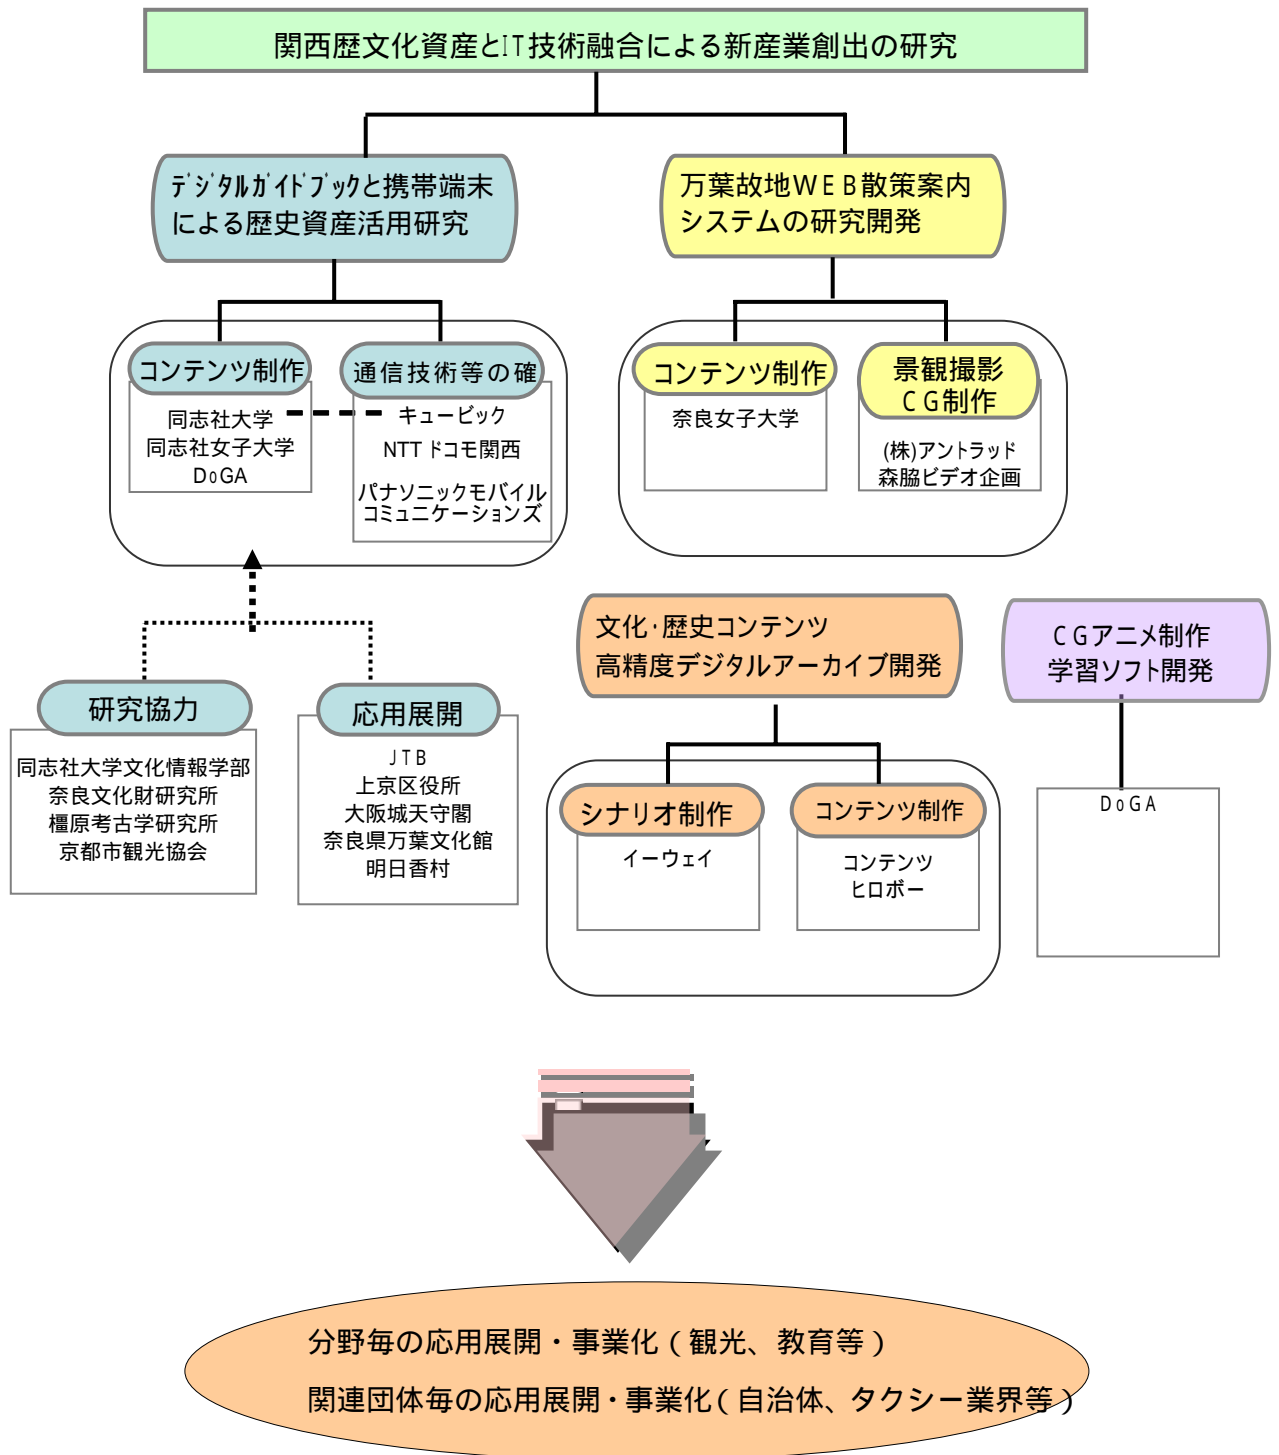 関西歴文化資産とIT技術融合による新産業創出の研究
ﾃﾞｼﾞﾀﾙｶﾞｲﾄﾞﾌﾞｯｸと携帯端末
による歴史資産活用研究
万葉故地WEB散策案内
システムの研究開発
コンテンツ制作
同志社大学
同志社女子大学
DoGA
通信技術等の確
キュービック
NTTドコモ関西
パナソニックモバイル
コミュニケーションズ
コンテンツ制作
奈良女子大学
景観撮影
CG制作
(株)アントラッド
森脇ビデオ企画
研究協力
同志社大学文化情報学部
奈良文化財研究所
橿原考古学研究所
京都市観光協会
応用展開
JTB
上京区役所
大阪城天守閣
奈良県万葉文化館
明日香村
文化･歴史コンテンツ
高精度デジタルアーカイブ開発
シナリオ制作
イーウェイ
コンテンツ制作
コンテンツ
ヒロボー
CGアニメ制作
学習ソフト開発
DoGA
分野毎の応用展開・事業化(観光、教育等)
関連団体毎の応用展開・事業化(自治体、タクシー業界等)